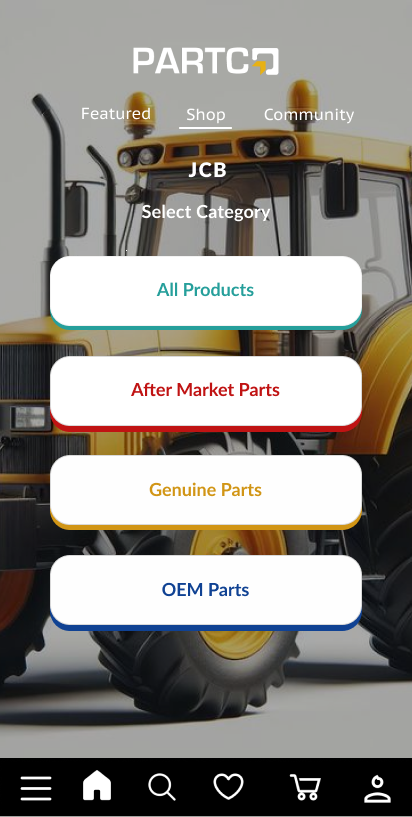 PARTCO
Featured
Shop
Community
JCB
Select Category
All Products
After Market Parts
Genuine Parts
OEM Parts